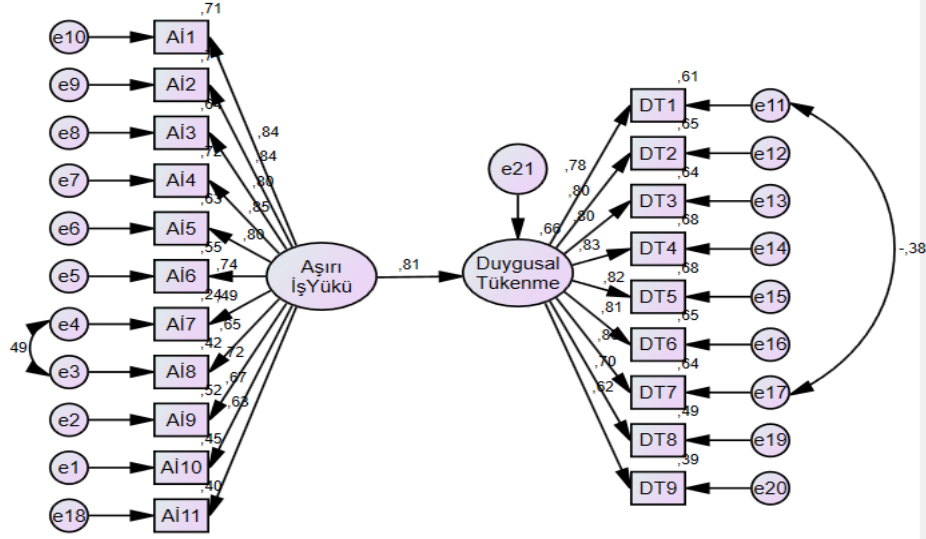 ,71
e10
Aİ1
e9
Aİ2
e8
Aİ3
,72
e7
Aİ4
,63
e6
Aİ5
,55
e5
Aİ6
,24
e4
Aİ7
,42
e3
Aİ8
,52
e2
Aİ9
,45
e1
Aİ10
,40
e18
Aİ11
49
,84
,84
,80
,85
,80
,74
,49
,65
,72
,67
,63
Aşırı
İşYükü
,81
e21
,66
Duygusal
Tükenme
,78
,80
,80
,83
,82
,81
,70
,62
,61
DT1
e11
,65
DT2
e12
,64
DT3
e13
,68
DT4
e14
,68
DT5
e15
,65
DT6
e16
,64
DT7
e17
,49
DT8
e19
,39
DT9
e20
-,38